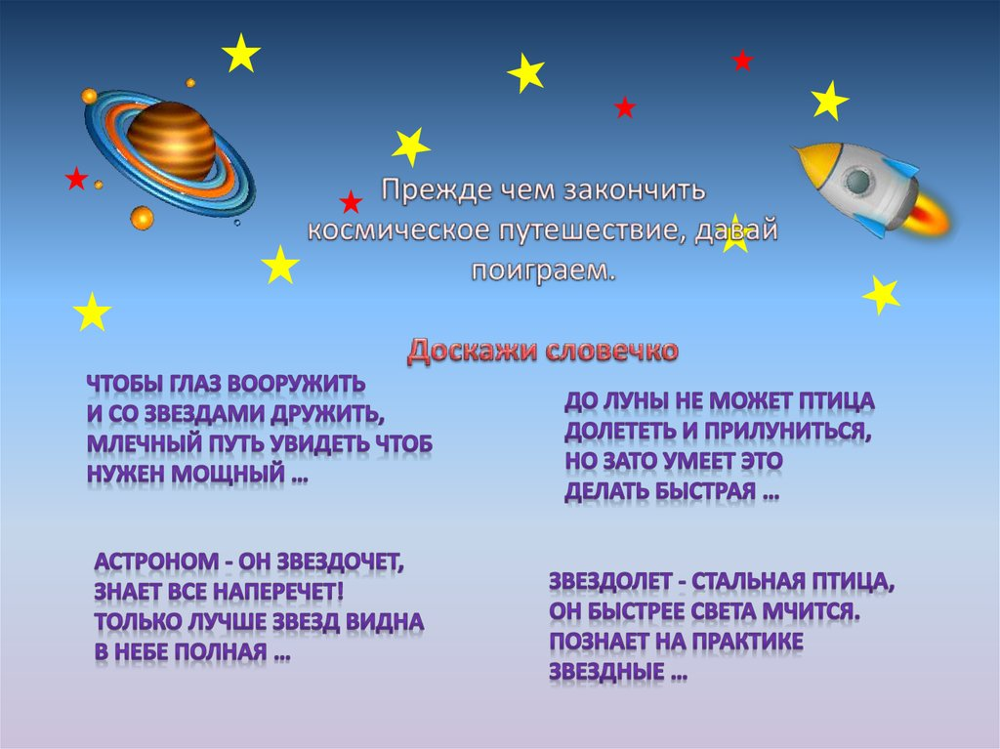 Прежде чем закончить
космическое путешествие, давай
поиграем.
Доскажи словечко
ЧТОБЫ ГЛАЗ ВООРУЖИТЬ
И СО ЗВЕЗДАМИ ДРУЖИТЬ,
МЛЕЧНЫЙ ПУТЬ УВИДЕТЬ ЧТОБ
НУЖЕН МОЩНЫЙ …
ДО ЛУНЫ НЕ МОЖЕТ ПТИЦА
ДОЛЕТЕТЬ И ПРИЛУНИТЬСЯ,
НО ЗАТО УМЕЕТ ЭТО
ДЕЛАТЬ БЫСТРАЯ …
АСТРОНОМ - ОН ЗВЕЗДОЧЕТ,
ЗНАЕТ ВСЕ НАПЕРЕЧЕТ!
ТОЛЬКО ЛУЧШЕ ЗВЕЗД ВИДНА
В НЕБЕ ПОЛНАЯ …
ЗВЕЗДОЛЕТ - СТАЛЬНАЯ ПТИЦА,
ОН БЫСТРЕЕ СВЕТА МЧИТСЯ.
ПОЗНАЕТ НА ПРАКТИКЕ
ЗВЕЗДНЫЕ …